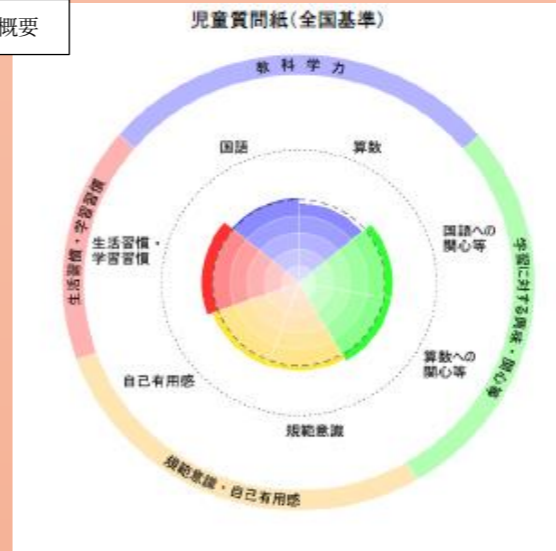 概要
児童質問紙(全国基準)
教科学力
国語
算数
国語への
関心等
生活習慣・
学習習慣
生活習慣・学習習慣
学習に対する興味・関心等
算数への
関心等
自己有用感
規範意識
規範意識・自己有用感